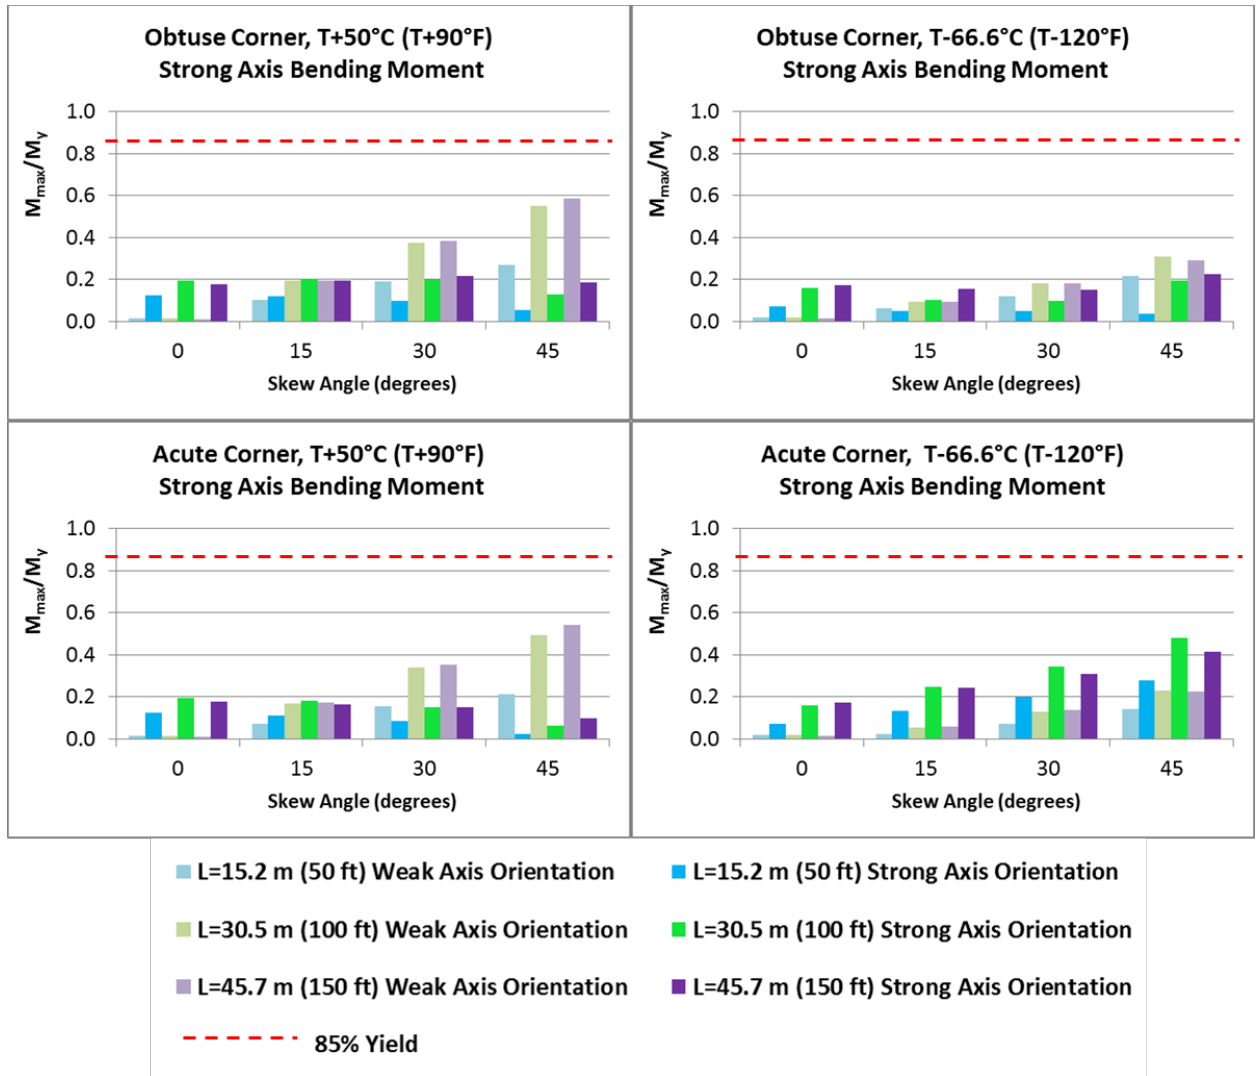 Obtuse Corner, T+50°C (T+90°F)
Strong Axis Bending Moment
Mmax/My
1.0
0.8
0.6
0.4
0.2
0.0
0 15 30 45
Skew Angle (degrees)
Obtuse Corner, T-66.6°C (T-120°F)
Strong Axis Bending Moment
Mmax/My
1.0
0.8
0.6
0.4
0.2
0.0
0 15 30 45
Skew Angle (degrees)
Acute Corner, T+50°C (T+90°F)
Strong Axis Bending Moment
Mmax/My
1.0
0.8
0.6
0.4
0.2
0.0
0 15 30 45
Skew Angle (degrees)
Acute Corner, T-66.6°C (T-120°F)
Strong Axis Bending Moment
Mmax/My
1.0
0.8
0.6
0.4
0.2
0.0
0 15 30 45
Skew Angle (degrees)
L=15.2 m (50 ft) Weak Axis Orientation
L=15.2 m (50 ft) Strong Axis Orientation
L=30.5 m (100 ft) Weak Axis Orientation
L=30.5 m (100 ft) Strong Axis Orientation
L=45.7 m (150 ft) Weak Axis Orientation
L=45.7 m (150 ft) Strong Axis Orientation
85% Yield